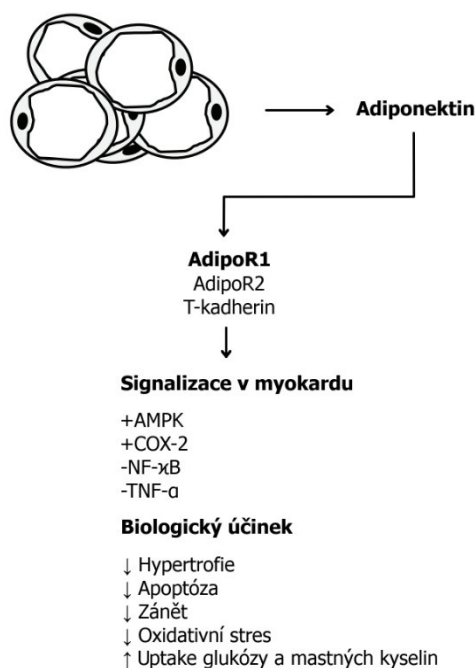 Adiponektin
AdipoR1
AdipoR2
T-kadherin
Signalizace v myokardu
+AMPK
+COX-2
-NF-ϰB
-TNF-α
Biologický účinek
↓ Hypertrofie
↓ Apoptóza
↓ Zánět
↓ Oxidativní stres
↑ Uptake glukózy a mastných kyselin